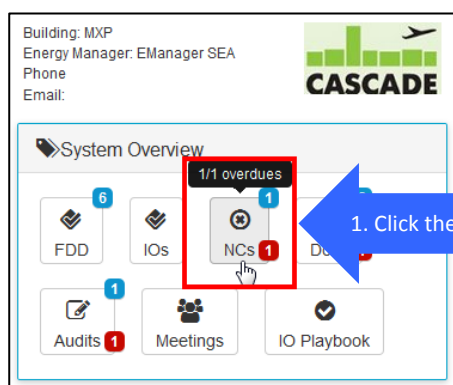 Building: MXP
Energy Manager: EManager SEA
Phone
Email:
CASCADE
System Overview
1/1 overdues
6
1
FDD
IOs
NCs 1
1. Click the
1
Audits 1
Meetings
IO Playbook